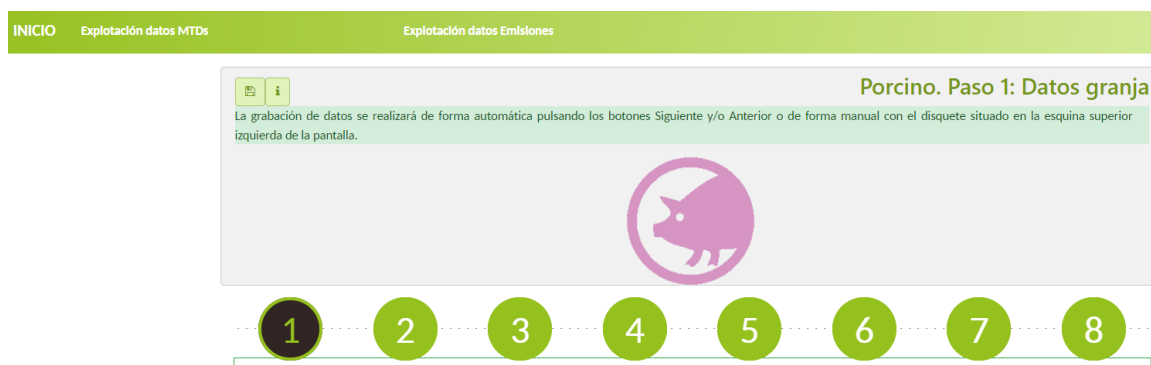 INICIO Explotación datos MTDs Explotación datos Emisiones
i Porcino. Paso 1: Datos granja
La grabación de datos se realizará de forma automática pulsando los botones Siguiente y/o Anterior o de forma manual con el disquete situado en la esquina superior
izquierda de la pantalla.
1 2 3 4 5 6 7 8